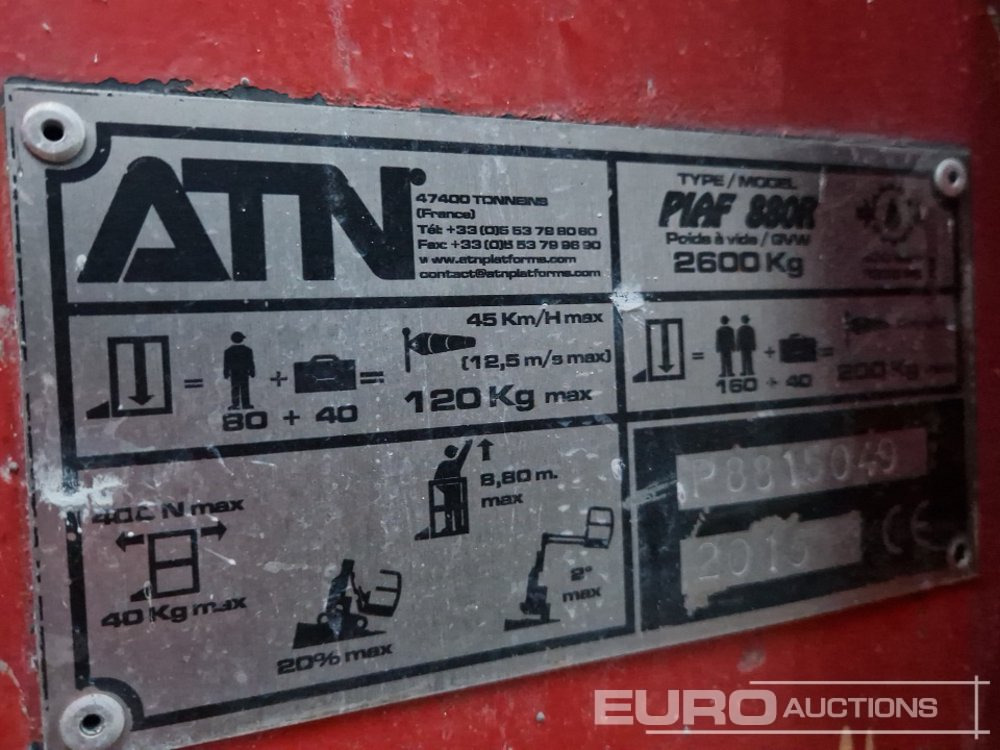 ATN
47400 TONNEINS
(France)
Tél: +33 (0)5 53 79 80 80
Fax: +33 (0)5 53 79 96 90
www.atnplatforms.com
contact@atnplatforms.com
TYPE / MODEL
PIAF 880R
Poids à vide / GVW
2600 Kg
45 Km/H max
(12,5 m/s max)
= + =
80 + 40
120 Kg max
= + =
160 + 40
200 Kg
400 N max
40 Kg max
8,80 m.
max
20% max
2°
max
P8815049
2015
CE
EURO AUCTIONS